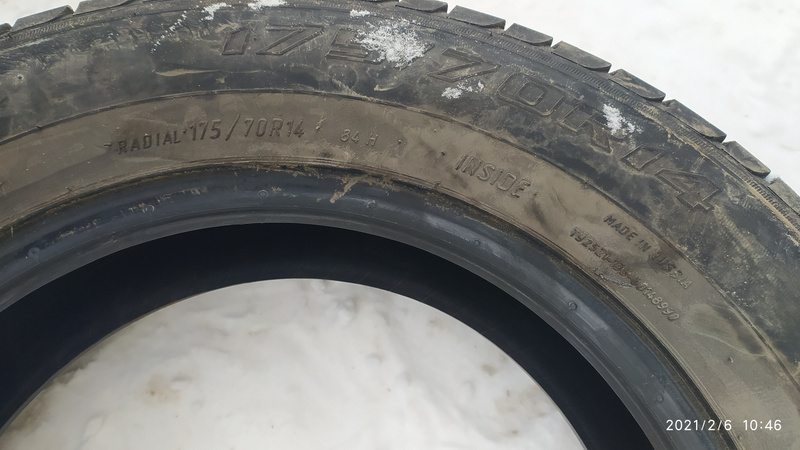 175/70R14
RADIAL 175/70R14 84 H
INSIDE
MADE IN RUSSIA
2021/2/6 10:46